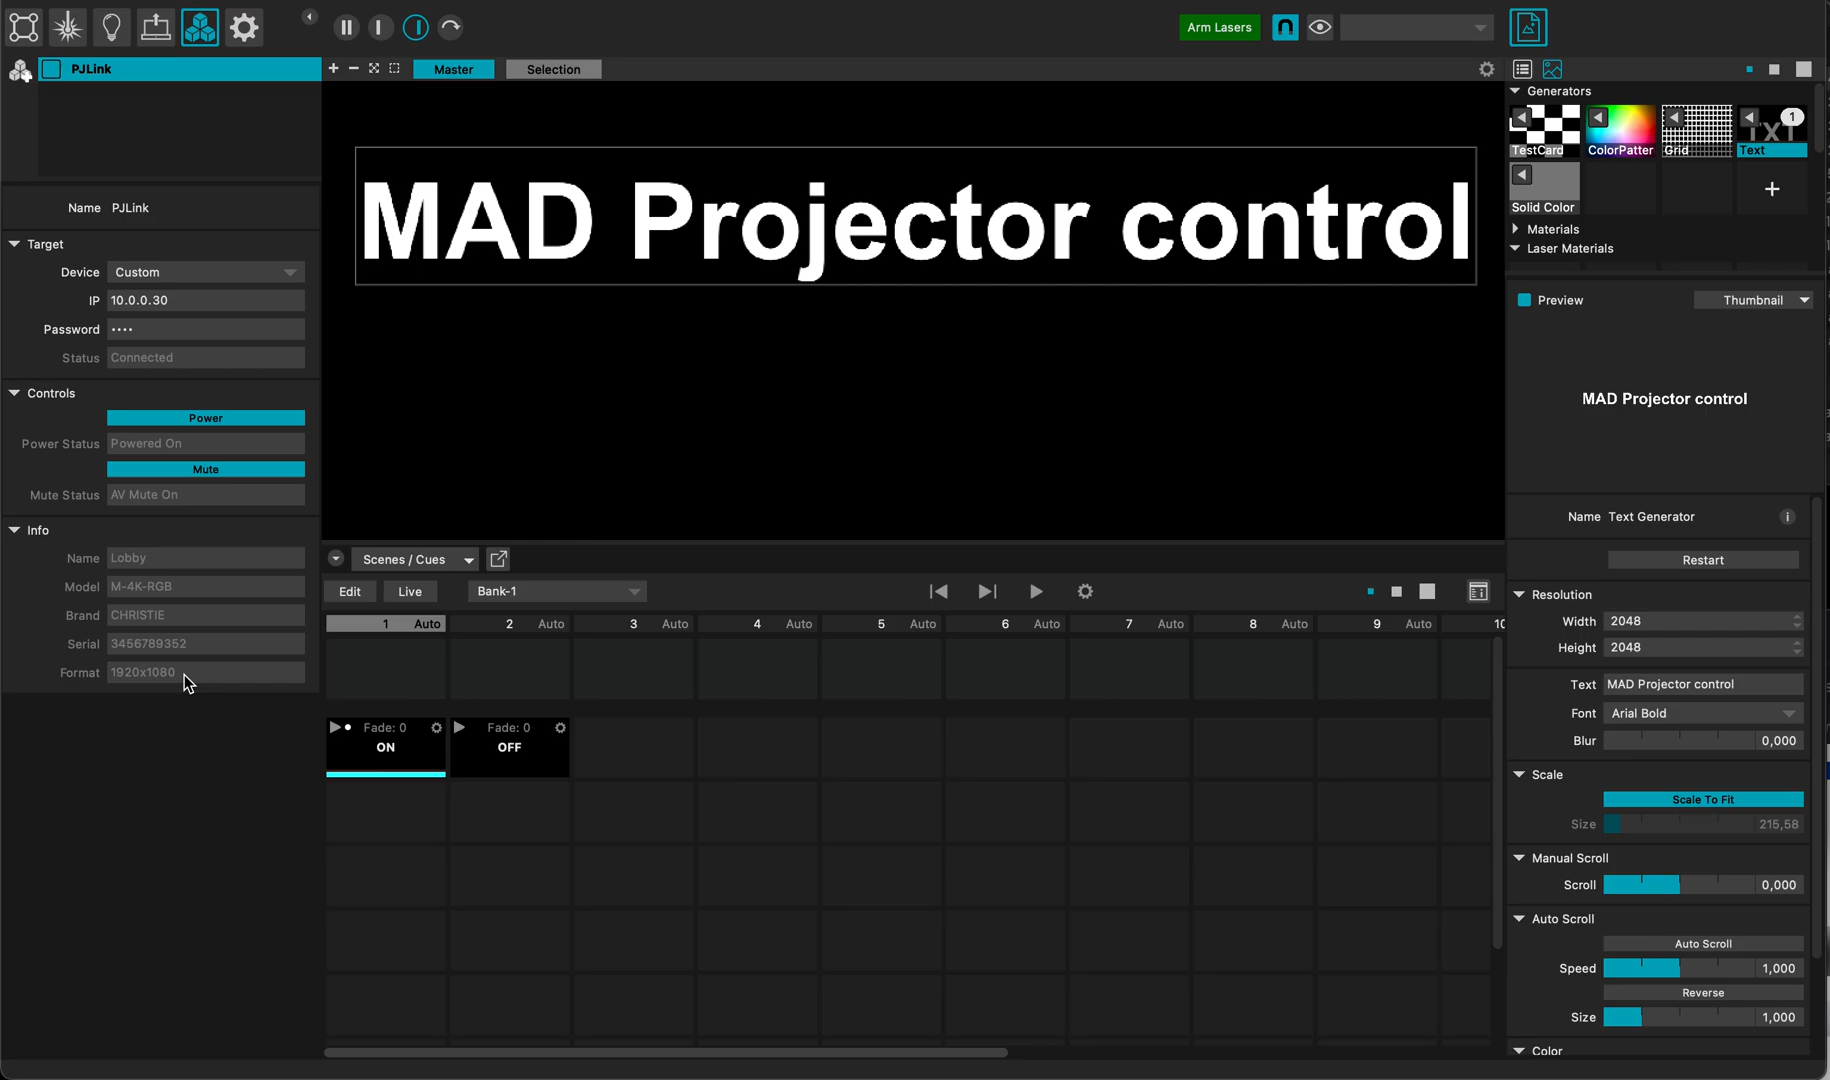 Arm Lasers
PJLink
Master
Selection
Name PJLink
Target
Device Custom
IP 10.0.0.30
Password ••••
Status Connected
Controls
Power
Power Status Powered On
Mute
Mute Status AV Mute On
Info
Name Lobby
Model M-4K-RGB
Brand CHRISTIE
Serial 3456789352
Format 1920x1080
MAD Projector control
Scenes / Cues
Edit Live Bank-1
1 Auto 2 Auto 3 Auto 4 Auto 5 Auto 6 Auto 7 Auto 8 Auto 9 Auto 10
Fade: 0 Fade: 0
ON OFF
Generators
1
TXT
TestCard ColorPatter Grid Text
+
Solid Color
Materials
Laser Materials
Preview Thumbnail
MAD Projector control
Name Text Generator i
Restart
Resolution
Width 2048
Height 2048
Text MAD Projector control
Font Arial Bold
Blur 0,000
Scale
Scale To Fit
Size 215,58
Manual Scroll
Scroll 0,000
Auto Scroll
Auto Scroll
Speed 1,000
Reverse
Size 1,000
Color